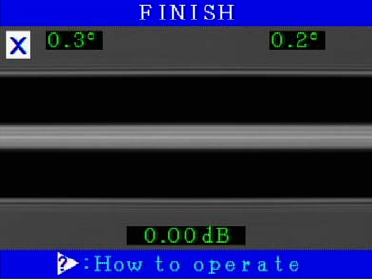 FINISH
X
0.3° 0.2°
0.00dB
?:How to operate